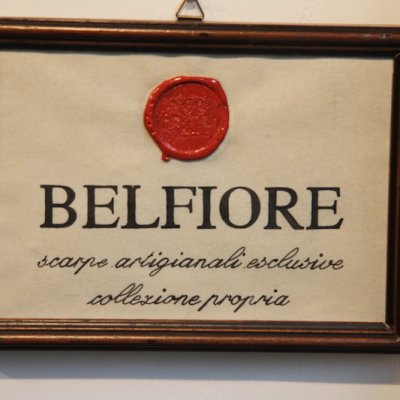 BELFIORE
scarpe artigianali esclusive
collezione propria